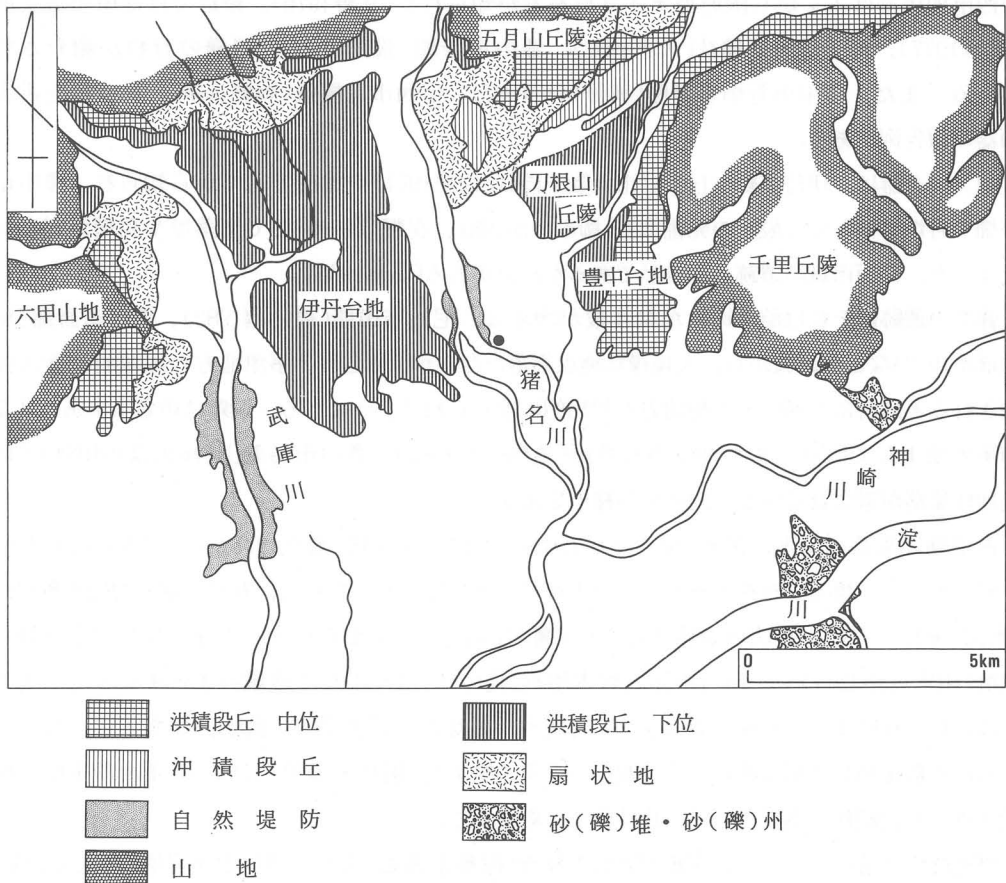 五月山丘陵
刀根山
丘陵
千里丘陵
豊中台地
六甲山地
伊丹台地
猪名川
武庫川
神崎川
淀川
0 5km
洪積段丘 中位
洪積段丘 下位
沖積段丘
扇状地
自然堤防
砂(礫)堆・砂(礫)州
山地